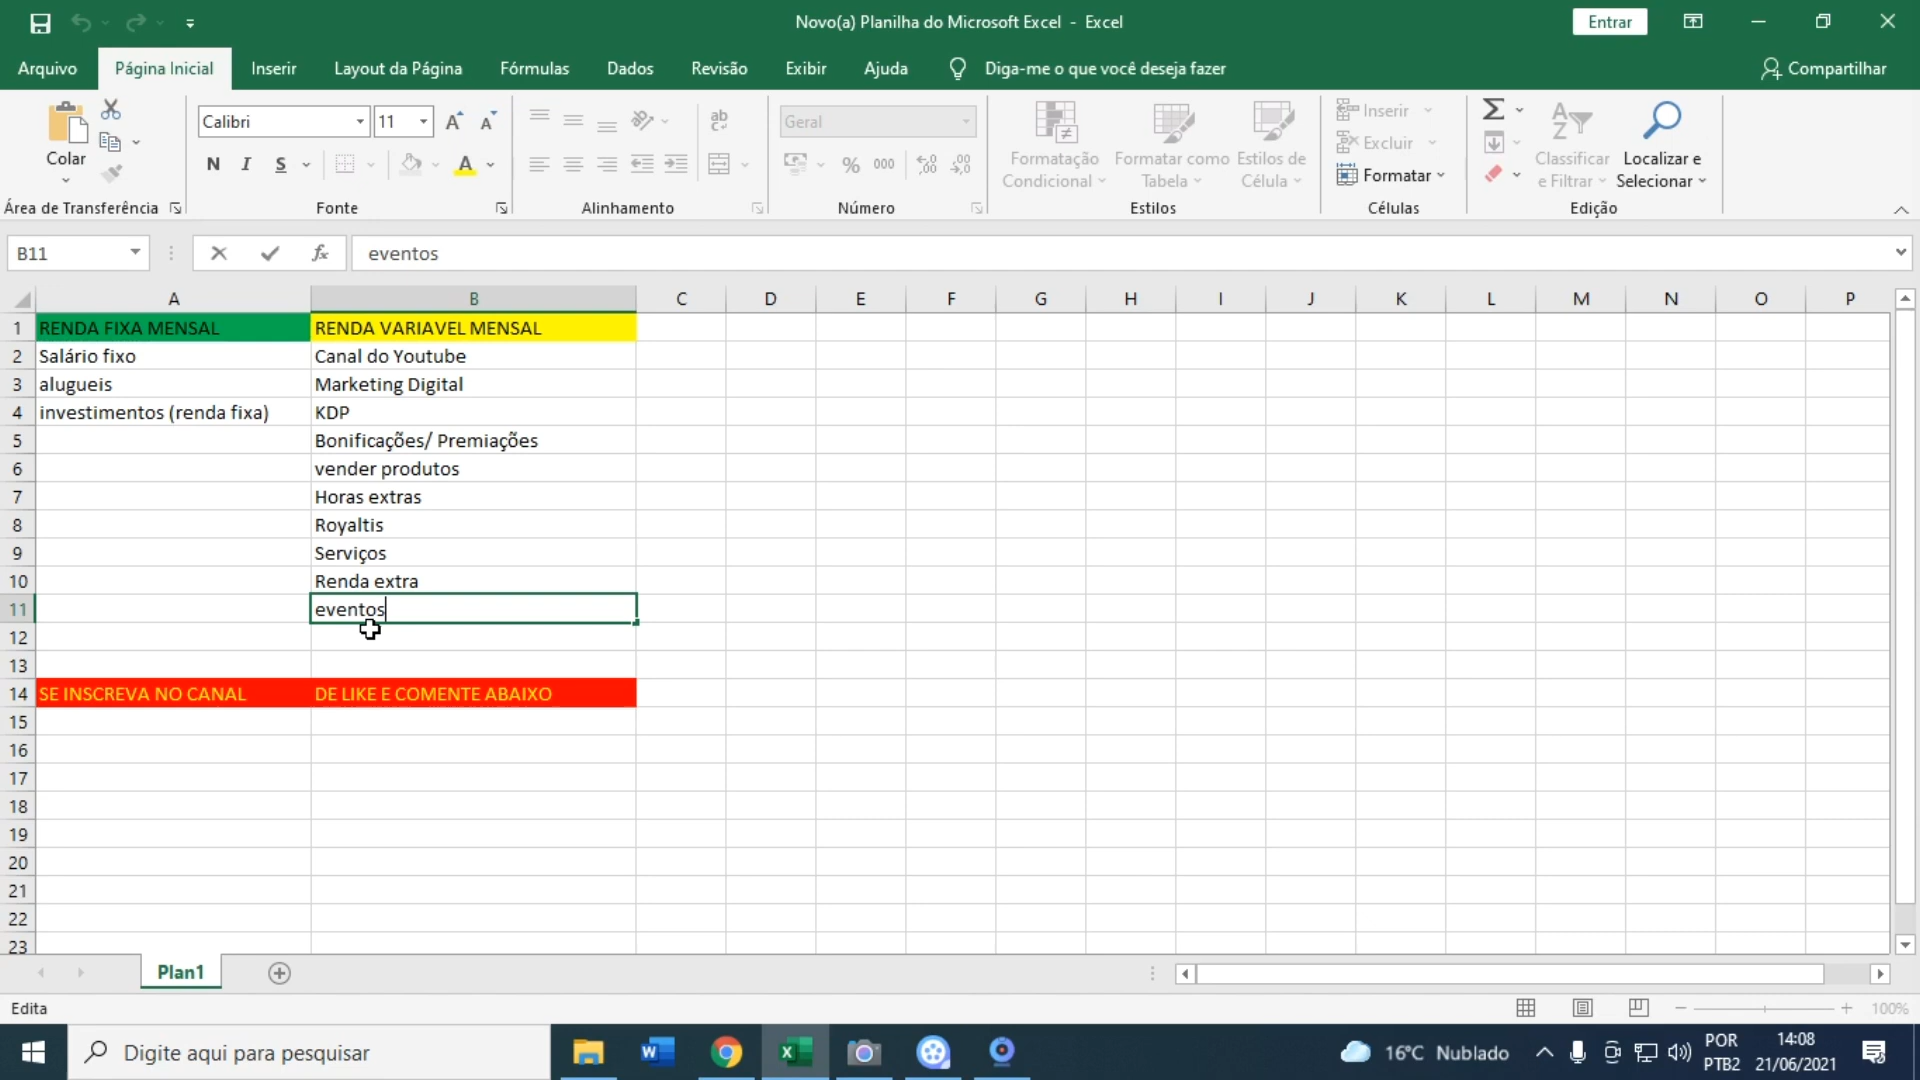 Novo(a) Planilha do Microsoft Excel - Excel
Entrar
Arquivo
Página Inicial
Inserir
Layout da Página
Fórmulas
Dados
Revisão
Exibir
Ajuda
Diga-me o que você deseja fazer
Compartilhar
Colar
Área de Transferência
Calibri
11
N I S
Fonte
ab
Alinhamento
Geral
% 000
Número
Formatação Condicional
Formatar como Tabela
Estilos de Célula
Estilos
Inserir
Excluir
Formatar
Células
Classificar e Filtrar
Localizar e Selecionar
Edição
B11
fx
eventos
A B C D E F G H I J K L M N O P
1 RENDA FIXA MENSAL RENDA VARIAVEL MENSAL
2 Salário fixo Canal do Youtube
3 alugueis Marketing Digital
4 investimentos (renda fixa) KDP
5 Bonificações/ Premiações
6 vender produtos
7 Horas extras
8 Royaltis
9 Serviços
10 Renda extra
11 eventos
12
13
14 SE INSCREVA NO CANAL DE LIKE E COMENTE ABAIXO
15
16
17
18
19
20
21
22
23
Plan1
Edita
100%
Digite aqui para pesquisar
16°C Nublado
POR
PTB2
14:08
21/06/2021